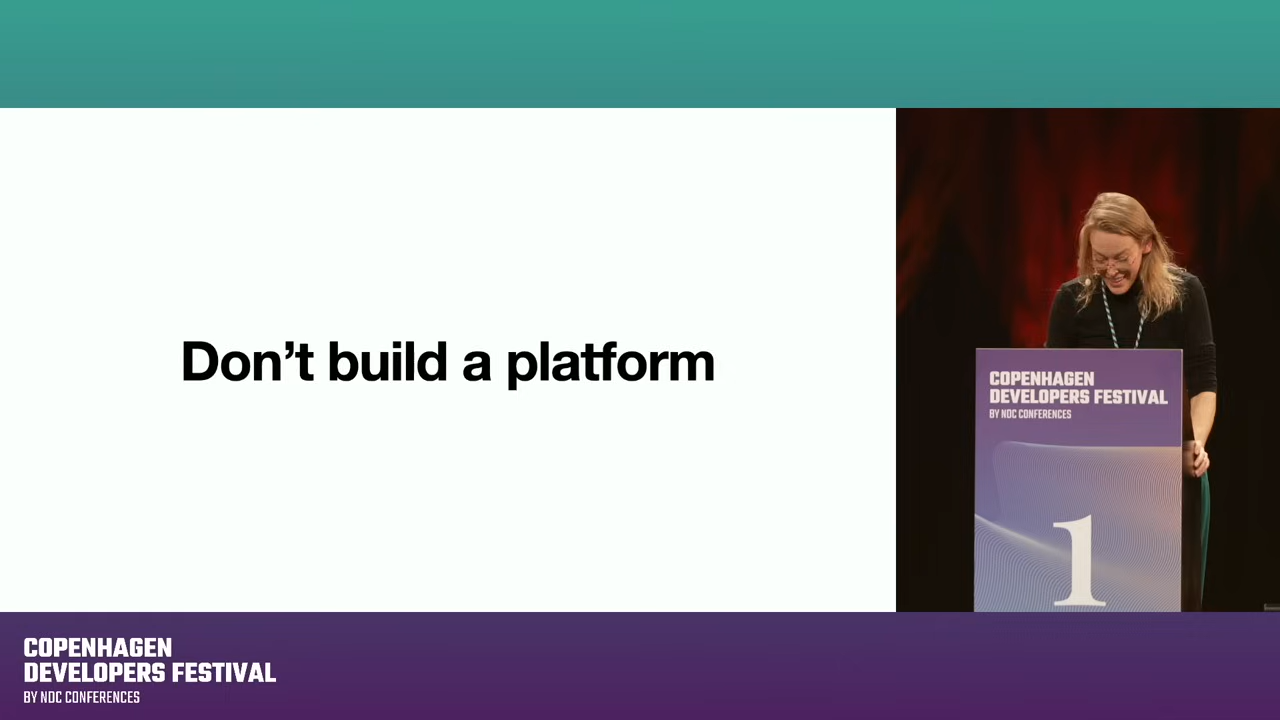 Don't build a platform
COPENHAGEN
DEVELOPERS FESTIVAL
BY NDC CONFERENCES
1
COPENHAGEN
DEVELOPERS FESTIVAL
BY NDC CONFERENCES